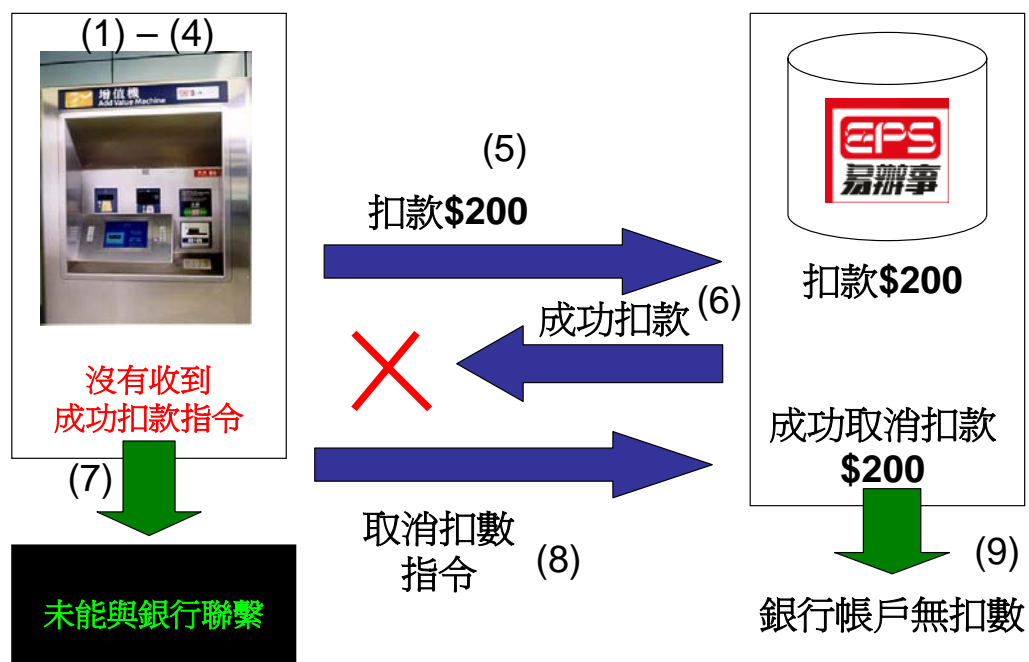 (1) – (4)
增值機
Add Value Machine
沒有收到
成功扣款指令
(7)
未能與銀行聯繫
(5)
扣款$200
成功扣款
(6)
取消扣數
指令
(8)
EPS
易辦事
扣款$200
成功取消扣款
$200
(9)
銀行帳戶無扣數